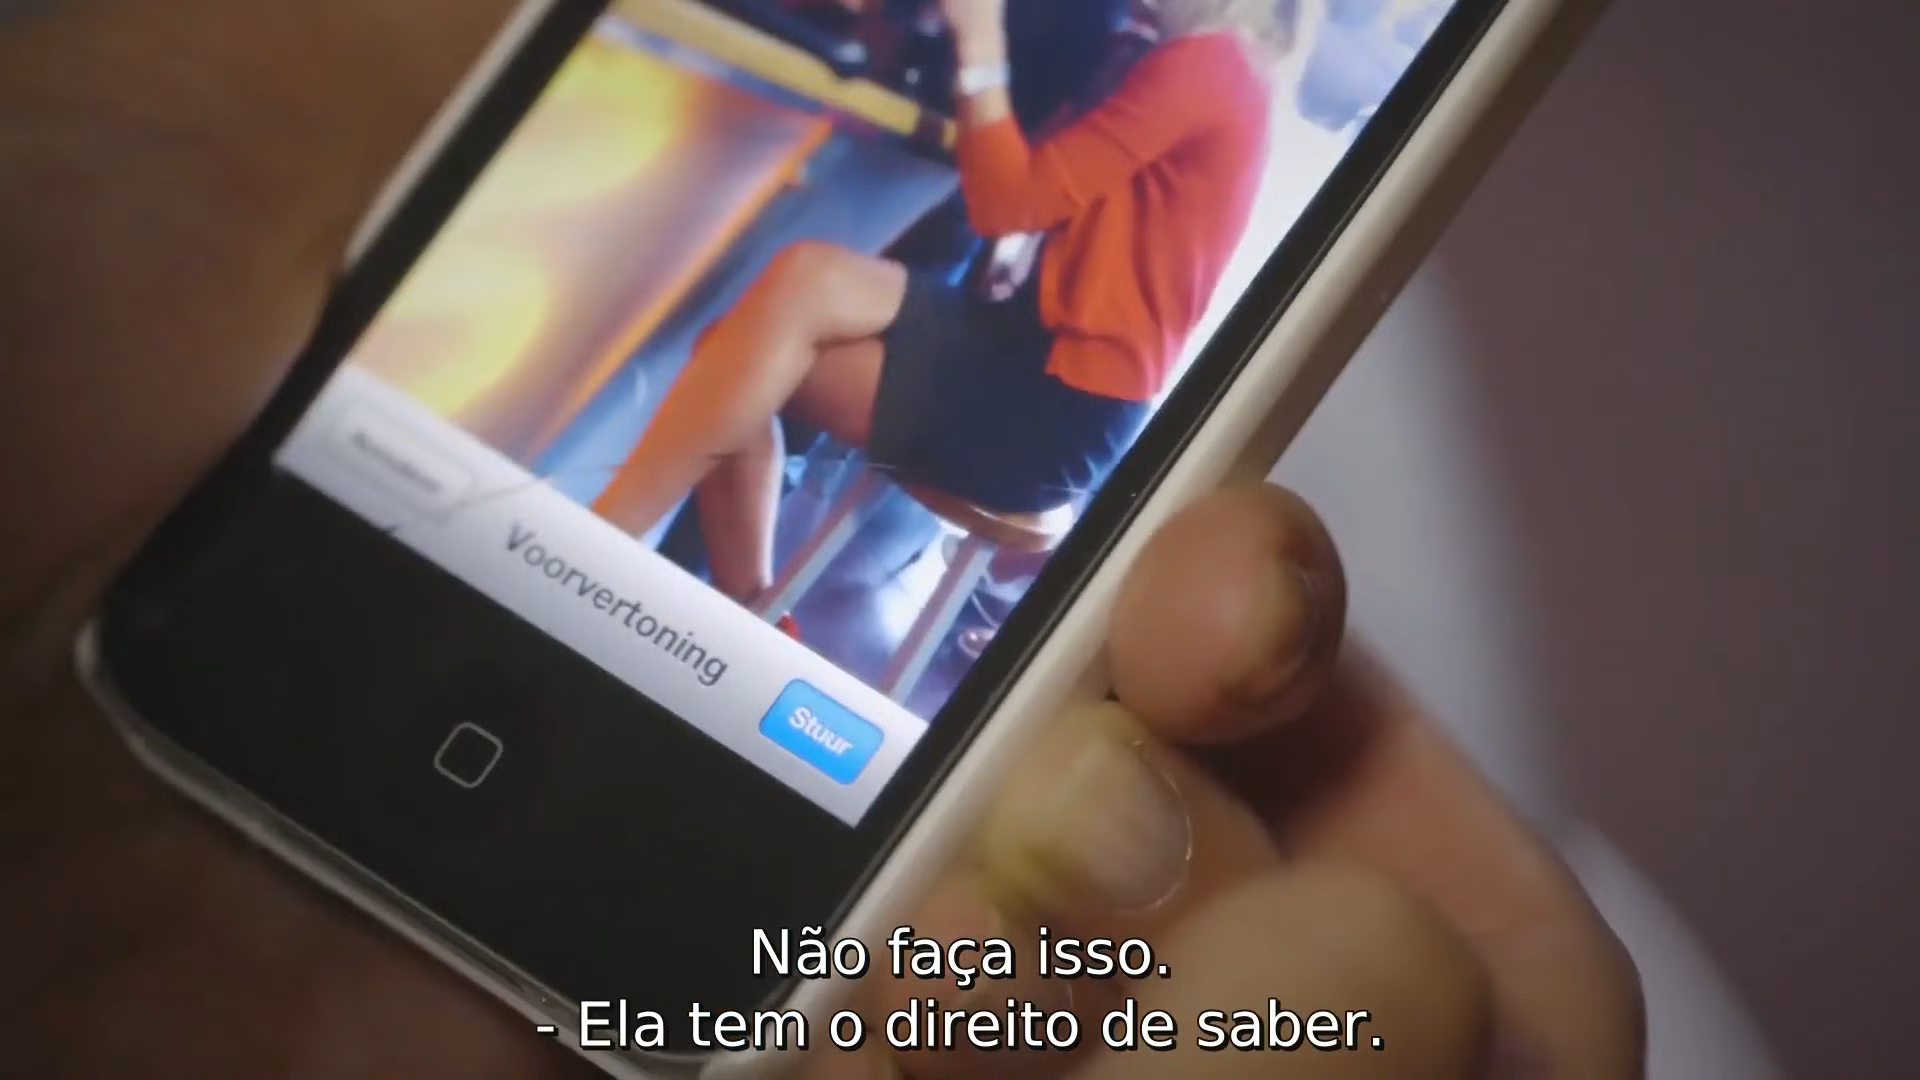 Voorvertoning
Stuur
Não faça isso.
- Ela tem o direito de saber.